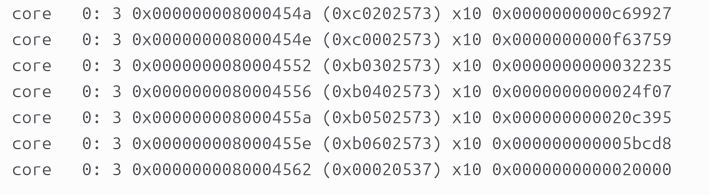 core   0: 3 0x000000008000454a (0xc0202573) x10 0x0000000000c69927
core   0: 3 0x000000008000454e (0xc0002573) x10 0x0000000000f63759
core   0: 3 0x0000000080004552 (0xb0302573) x10 0x0000000000032235
core   0: 3 0x0000000080004556 (0xb0402573) x10 0x0000000000024f07
core   0: 3 0x000000008000455a (0xb0502573) x10 0x000000000020c395
core   0: 3 0x000000008000455e (0xb0602573) x10 0x000000000005bcd8
core   0: 3 0x0000000080004562 (0x00020537) x10 0x0000000000020000